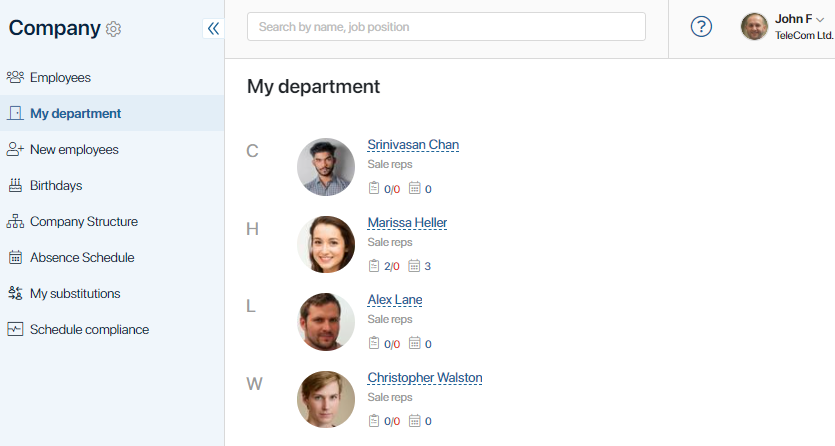 Company
Search by name, job position
?
John F
TeleCom Ltd.
Employees
My department
New employees
Birthdays
Company Structure
Absence Schedule
My substitutions
Schedule compliance
My department
C
Srinivasan Chan
Sale reps
0/0 0
H
Marissa Heller
Sale reps
2/0 3
L
Alex Lane
Sale reps
0/0 0
W
Christopher Walston
Sale reps
0/0 0